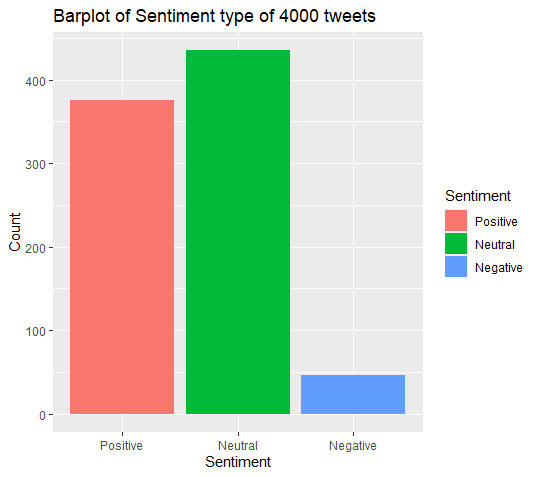 Barplot of Sentiment type of 4000 tweets
Count
400
300
200
100
0
Positive
Neutral
Negative
Sentiment
Sentiment
Positive
Neutral
Negative